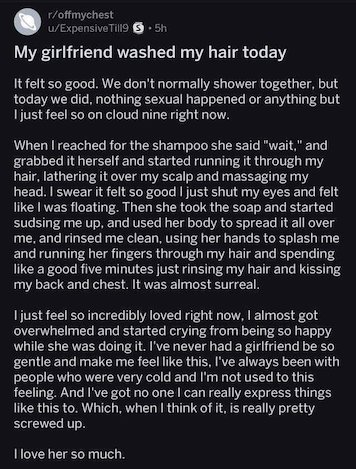 r/offmychest
u/ExpensiveTill9 S • 5h
My girlfriend washed my hair today
It felt so good. We don't normally shower together, but
today we did, nothing sexual happened or anything but
I just feel so on cloud nine right now.
When I reached for the shampoo she said "wait," and
grabbed it herself and started running it through my
hair, lathering it over my scalp and massaging my
head. I swear it felt so good I just shut my eyes and felt
like I was floating. Then she took the soap and started
sudsing me up, and used her body to spread it all over
me, and rinsed me clean, using her hands to splash me
and running her fingers through my hair and spending
like a good five minutes just rinsing my hair and kissing
my back and chest. It was almost surreal.
I just feel so incredibly loved right now, I almost got
overwhelmed and started crying from being so happy
while she was doing it. I've never had a girlfriend be so
gentle and make me feel like this, I've always been with
people who were very cold and I'm not used to this
feeling. And I've got no one I can really express things
like this to. Which, when I think of it, is really pretty
screwed up.
I love her so much.